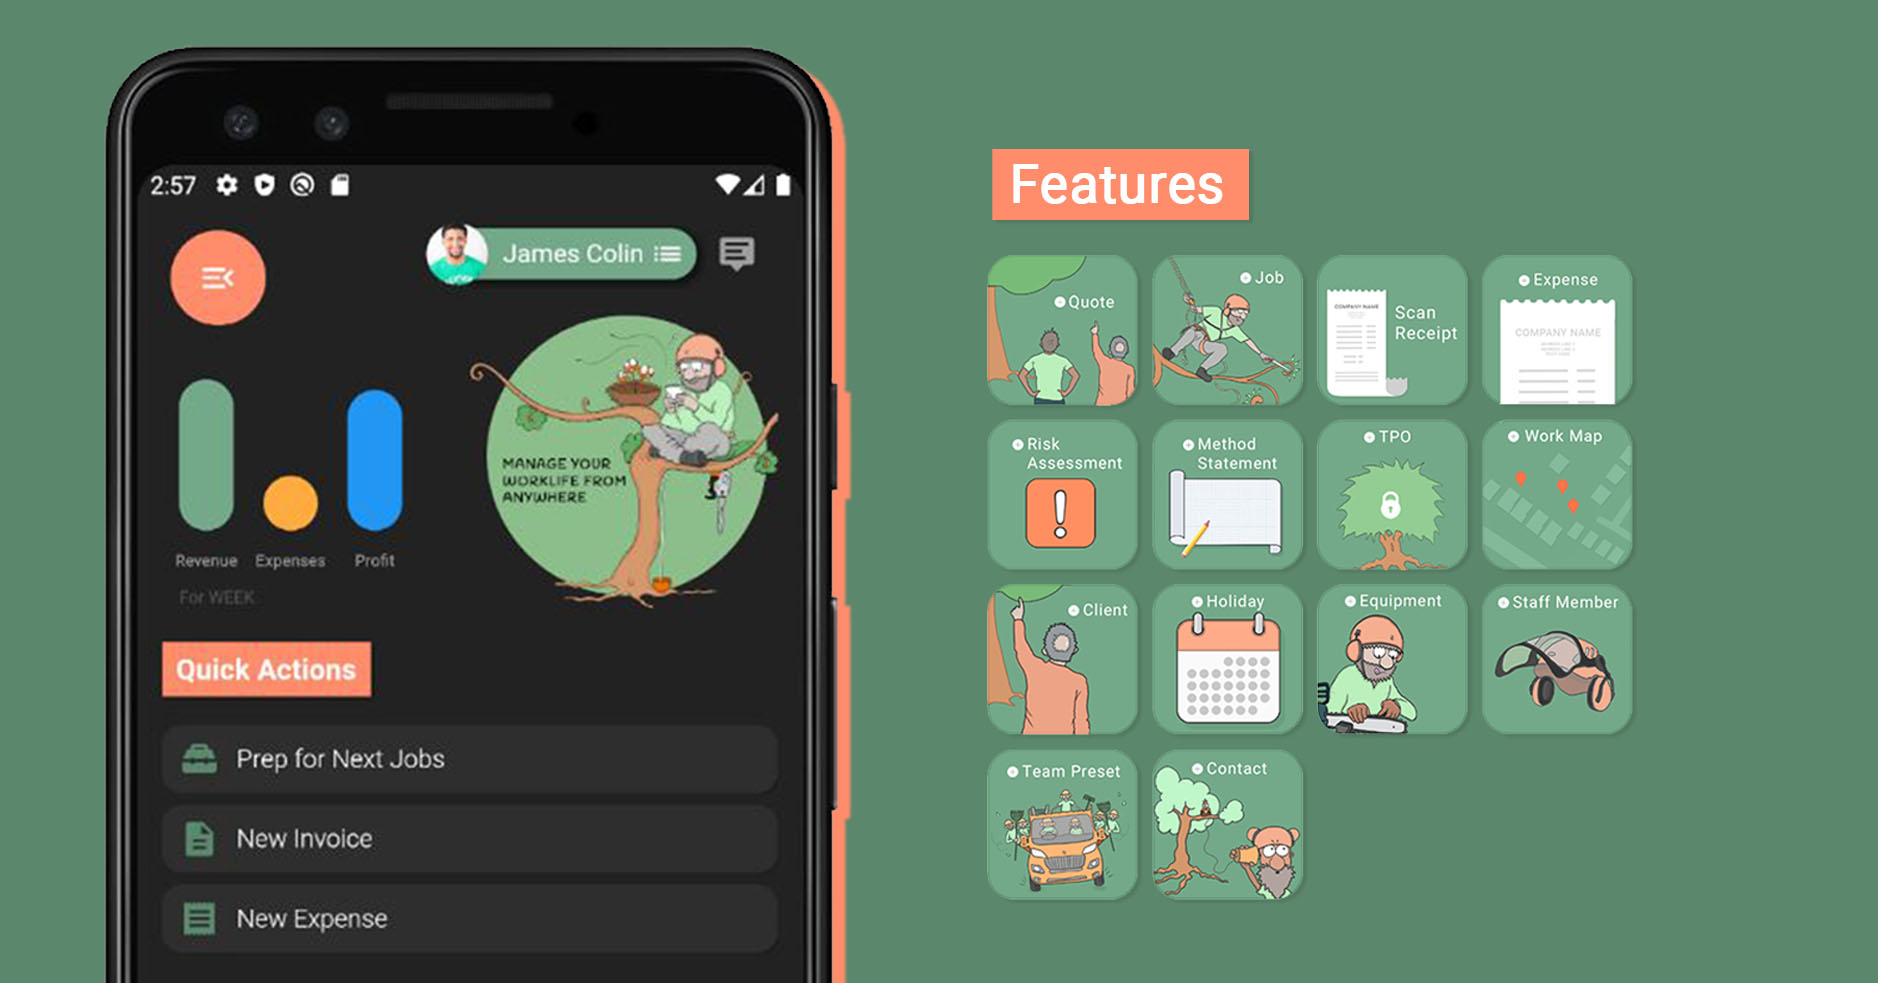 2:57
James Colin
MANAGE YOUR
WORKLIFE FROM
ANYWHERE
Revenue
Expenses
Profit
For WEEK
Quick Actions
Prep for Next Jobs
New Invoice
New Expense
Features
Quote
Job
COMPANY NAME
Scan
Receipt
Expense
COMPANY NAME
Risk
Assessment
Method
Statement
TPO
Work Map
Client
Holiday
Equipment
Staff Member
Team Preset
Contact